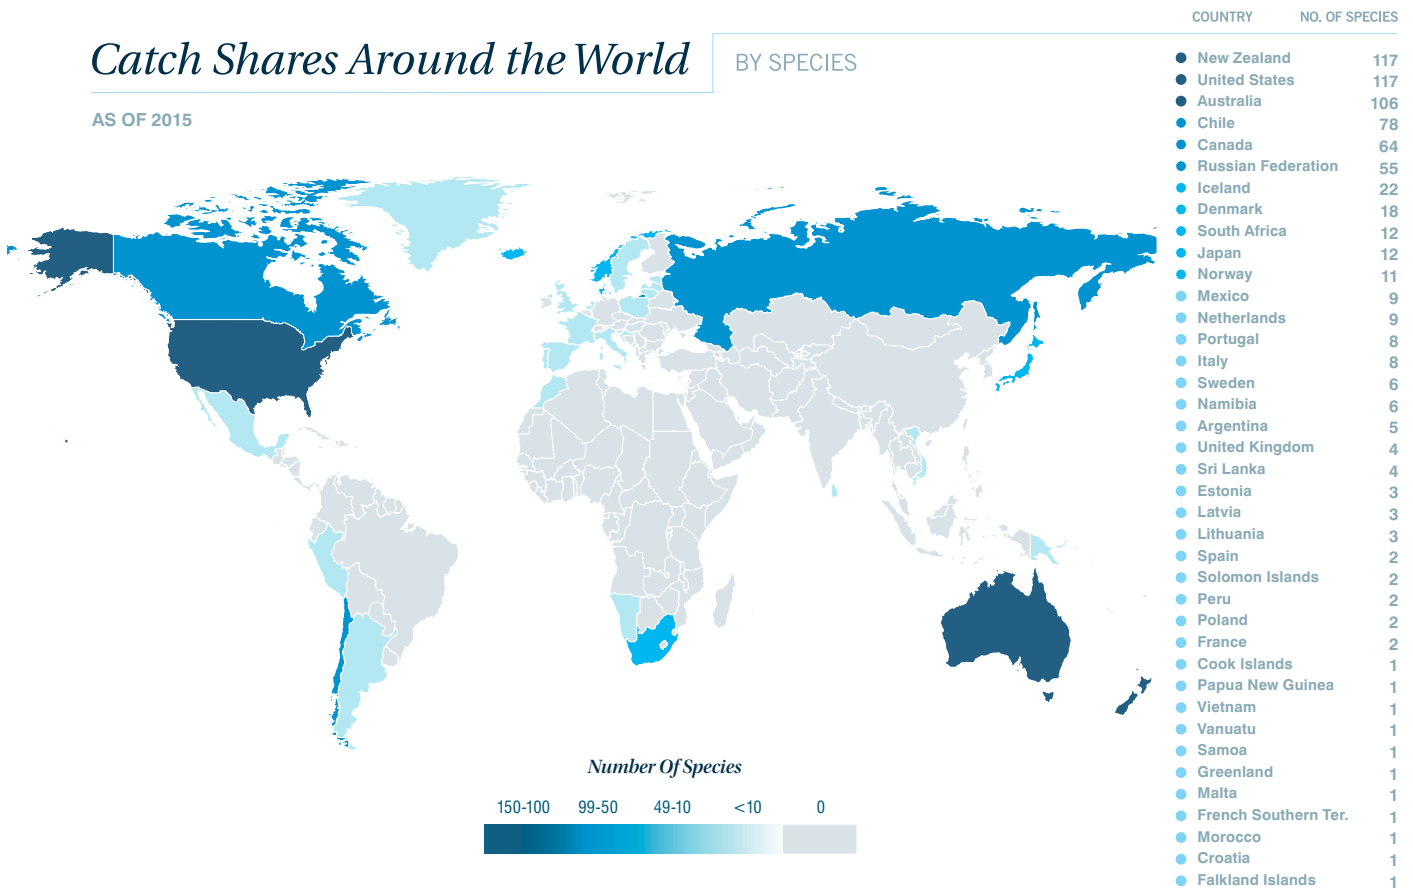 COUNTRY NO. OF SPECIES
Catch Shares Around the World
BY SPECIES
AS OF 2015
New Zealand 117
United States 117
Australia 106
Chile 78
Canada 64
Russian Federation 55
Iceland 22
Denmark 18
South Africa 12
Japan 12
Norway 11
Mexico 9
Netherlands 9
Portugal 8
Italy 8
Sweden 6
Namibia 6
Argentina 5
United Kingdom 4
Sri Lanka 4
Estonia 3
Latvia 3
Lithuania 3
Spain 2
Solomon Islands 2
Peru 2
Poland 2
France 2
Cook Islands 1
Papua New Guinea 1
Vietnam 1
Vanuatu 1
Samoa 1
Greenland 1
Malta 1
French Southern Ter. 1
Morocco 1
Croatia 1
Falkland Islands 1
Number Of Species
150-100 99-50 49-10 <10 0